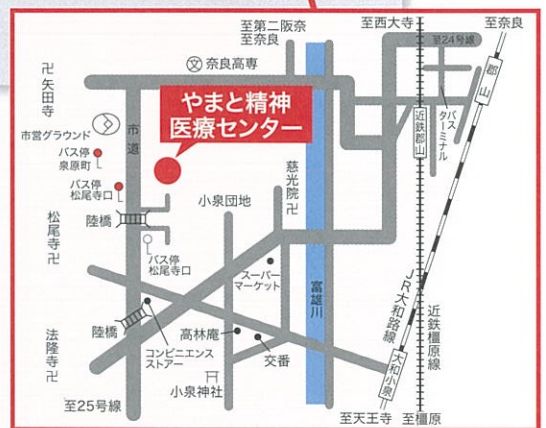 至第二阪奈
至奈良
至西大寺
至奈良
至24号線
文 奈良高専
卍
矢田寺
やまと精神
医療センター
市営グラウンド
市道
バス停
泉原町
バス停
松尾寺口
陸橋
小泉団地
慈光院卍
近鉄郡山
バスターミナル
郡山
松尾寺卍
バス停
松尾寺口
スーパー
マーケット
富雄川
JR大和路線
近鉄橿原線
法隆寺卍
陸橋
コンビニエンス
ストアー
高林庵
交番
小泉神社
大和小泉
至25号線
至天王寺
至橿原